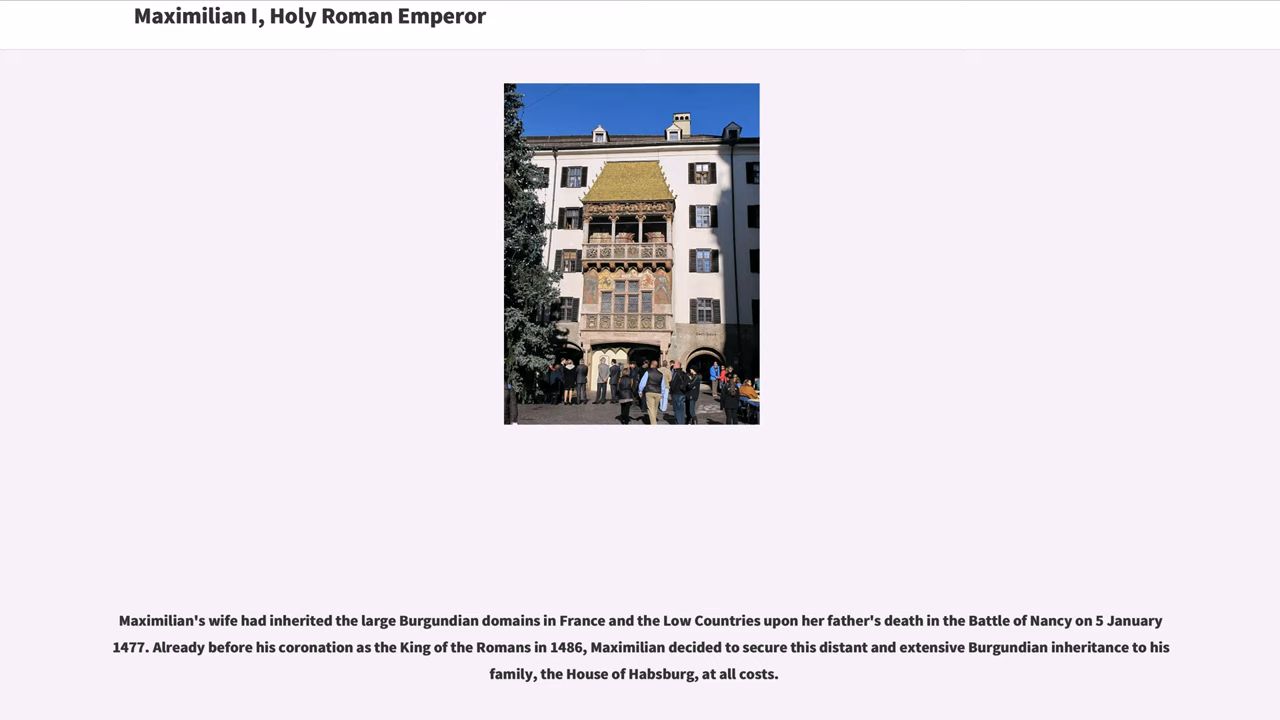 Maximilian I, Holy Roman Emperor
Maximilian's wife had inherited the large Burgundian domains in France and the Low Countries upon her father's death in the Battle of Nancy on 5 January
1477. Already before his coronation as the King of the Romans in 1486, Maximilian decided to secure this distant and extensive Burgundian inheritance to his
family, the House of Habsburg, at all costs.